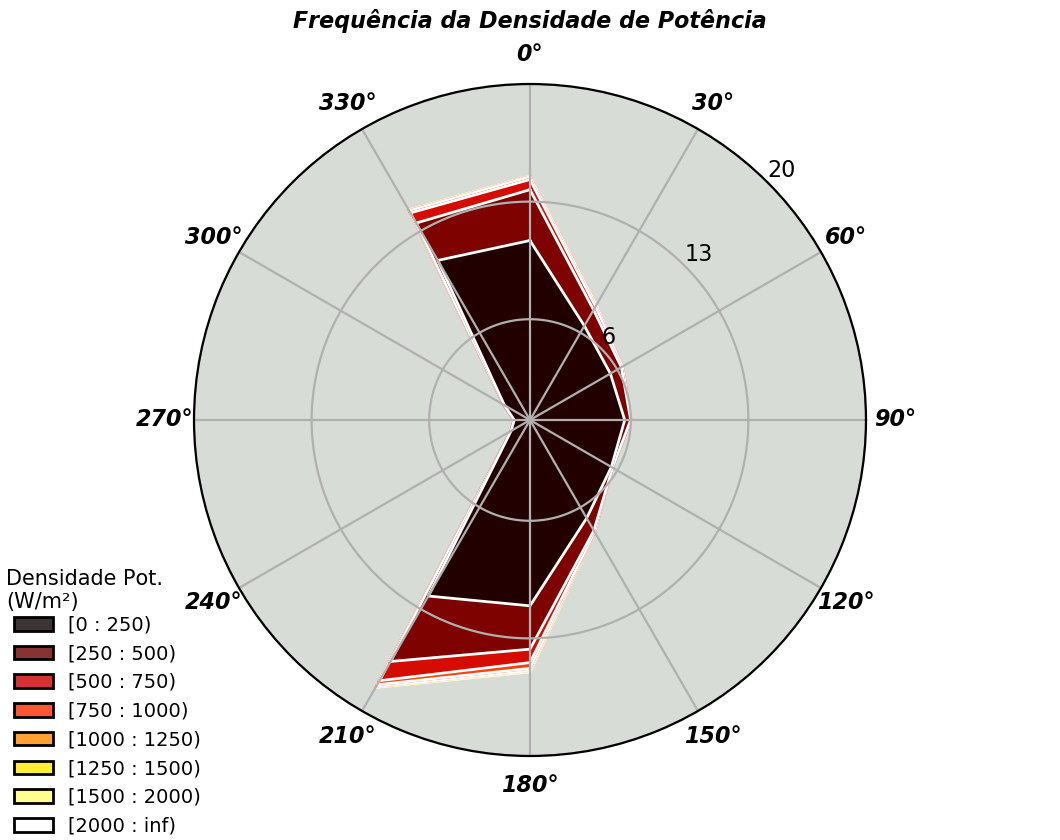 Frequência da Densidade de Potência
0°
330°
30°
20
300°
60°
13
6
270°
90°
240°
120°
210°
150°
180°
Densidade Pot.
(W/m²)
[0 : 250)
[250 : 500)
[500 : 750)
[750 : 1000)
[1000 : 1250)
[1250 : 1500)
[1500 : 2000)
[2000 : inf)